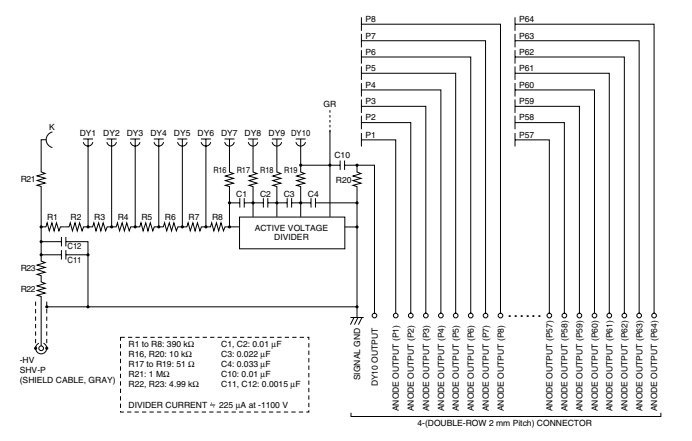 P8
P7
P6
P5
P4
P3
P2
P1
P64
P63
P62
P61
P60
P59
P58
P57
GR
K
DY1 DY2 DY3 DY4 DY5 DY6 DY7 DY8 DY9 DY10
C10
R16 R17 R18 R19 R20
R21
C1 C2 C3 C4
R1 R2 R3 R4 R5 R6 R7 R8
ACTIVE VOLTAGE
DIVIDER
C12
C11
R23
R22
-HV
SHV-P
(SHIELD CABLE, GRAY)
R1 to R8: 390 kΩ
R16, R20: 10 kΩ
R17 to R19: 51 Ω
R21: 1 MΩ
R22, R23: 4.99 kΩ
C1, C2: 0.01 µF
C3: 0.022 µF
C4: 0.033 µF
C10: 0.01 µF
C11, C12: 0.0015 µF
DIVIDER CURRENT ≒ 225 µA at -1100 V
SIGNAL GND
DY10 OUTPUT
ANODE OUTPUT (P1)
ANODE OUTPUT (P2)
ANODE OUTPUT (P3)
ANODE OUTPUT (P4)
ANODE OUTPUT (P5)
ANODE OUTPUT (P6)
ANODE OUTPUT (P7)
ANODE OUTPUT (P8)
ANODE OUTPUT (P57)
ANODE OUTPUT (P58)
ANODE OUTPUT (P59)
ANODE OUTPUT (P60)
ANODE OUTPUT (P61)
ANODE OUTPUT (P62)
ANODE OUTPUT (P63)
ANODE OUTPUT (P64)
4-(DOUBLE-ROW 2 mm Pitch) CONNECTOR